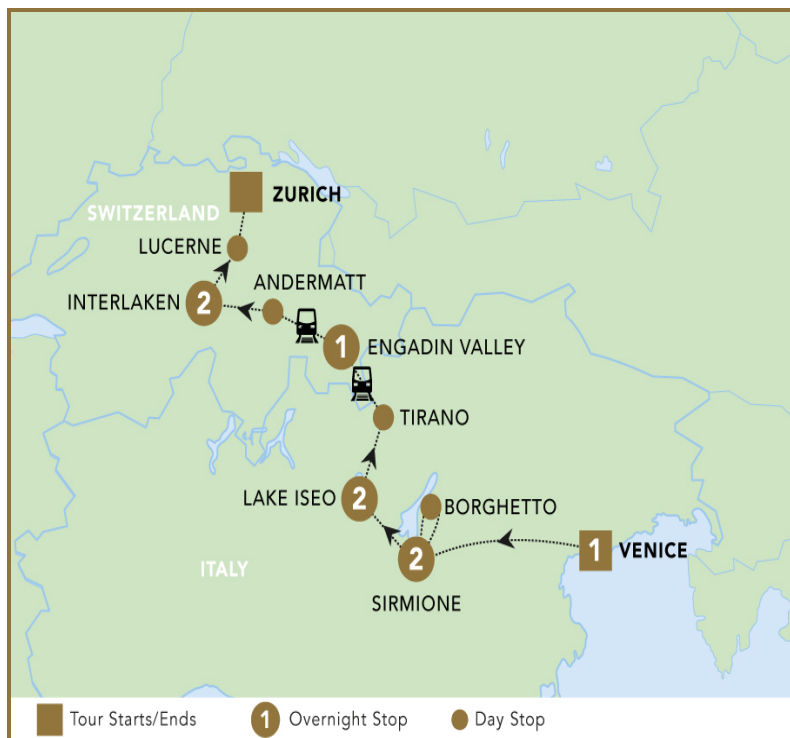 ZURICH
SWITZERLAND
LUCERNE
ANDERMATT
INTERLAKEN
2
1
ENGADIN VALLEY
TIRANO
LAKE ISEO
2
BORGHETTO
1
VENICE
2
ITALY
SIRMIONE
Tour Starts/Ends
1
Overnight Stop
Day Stop